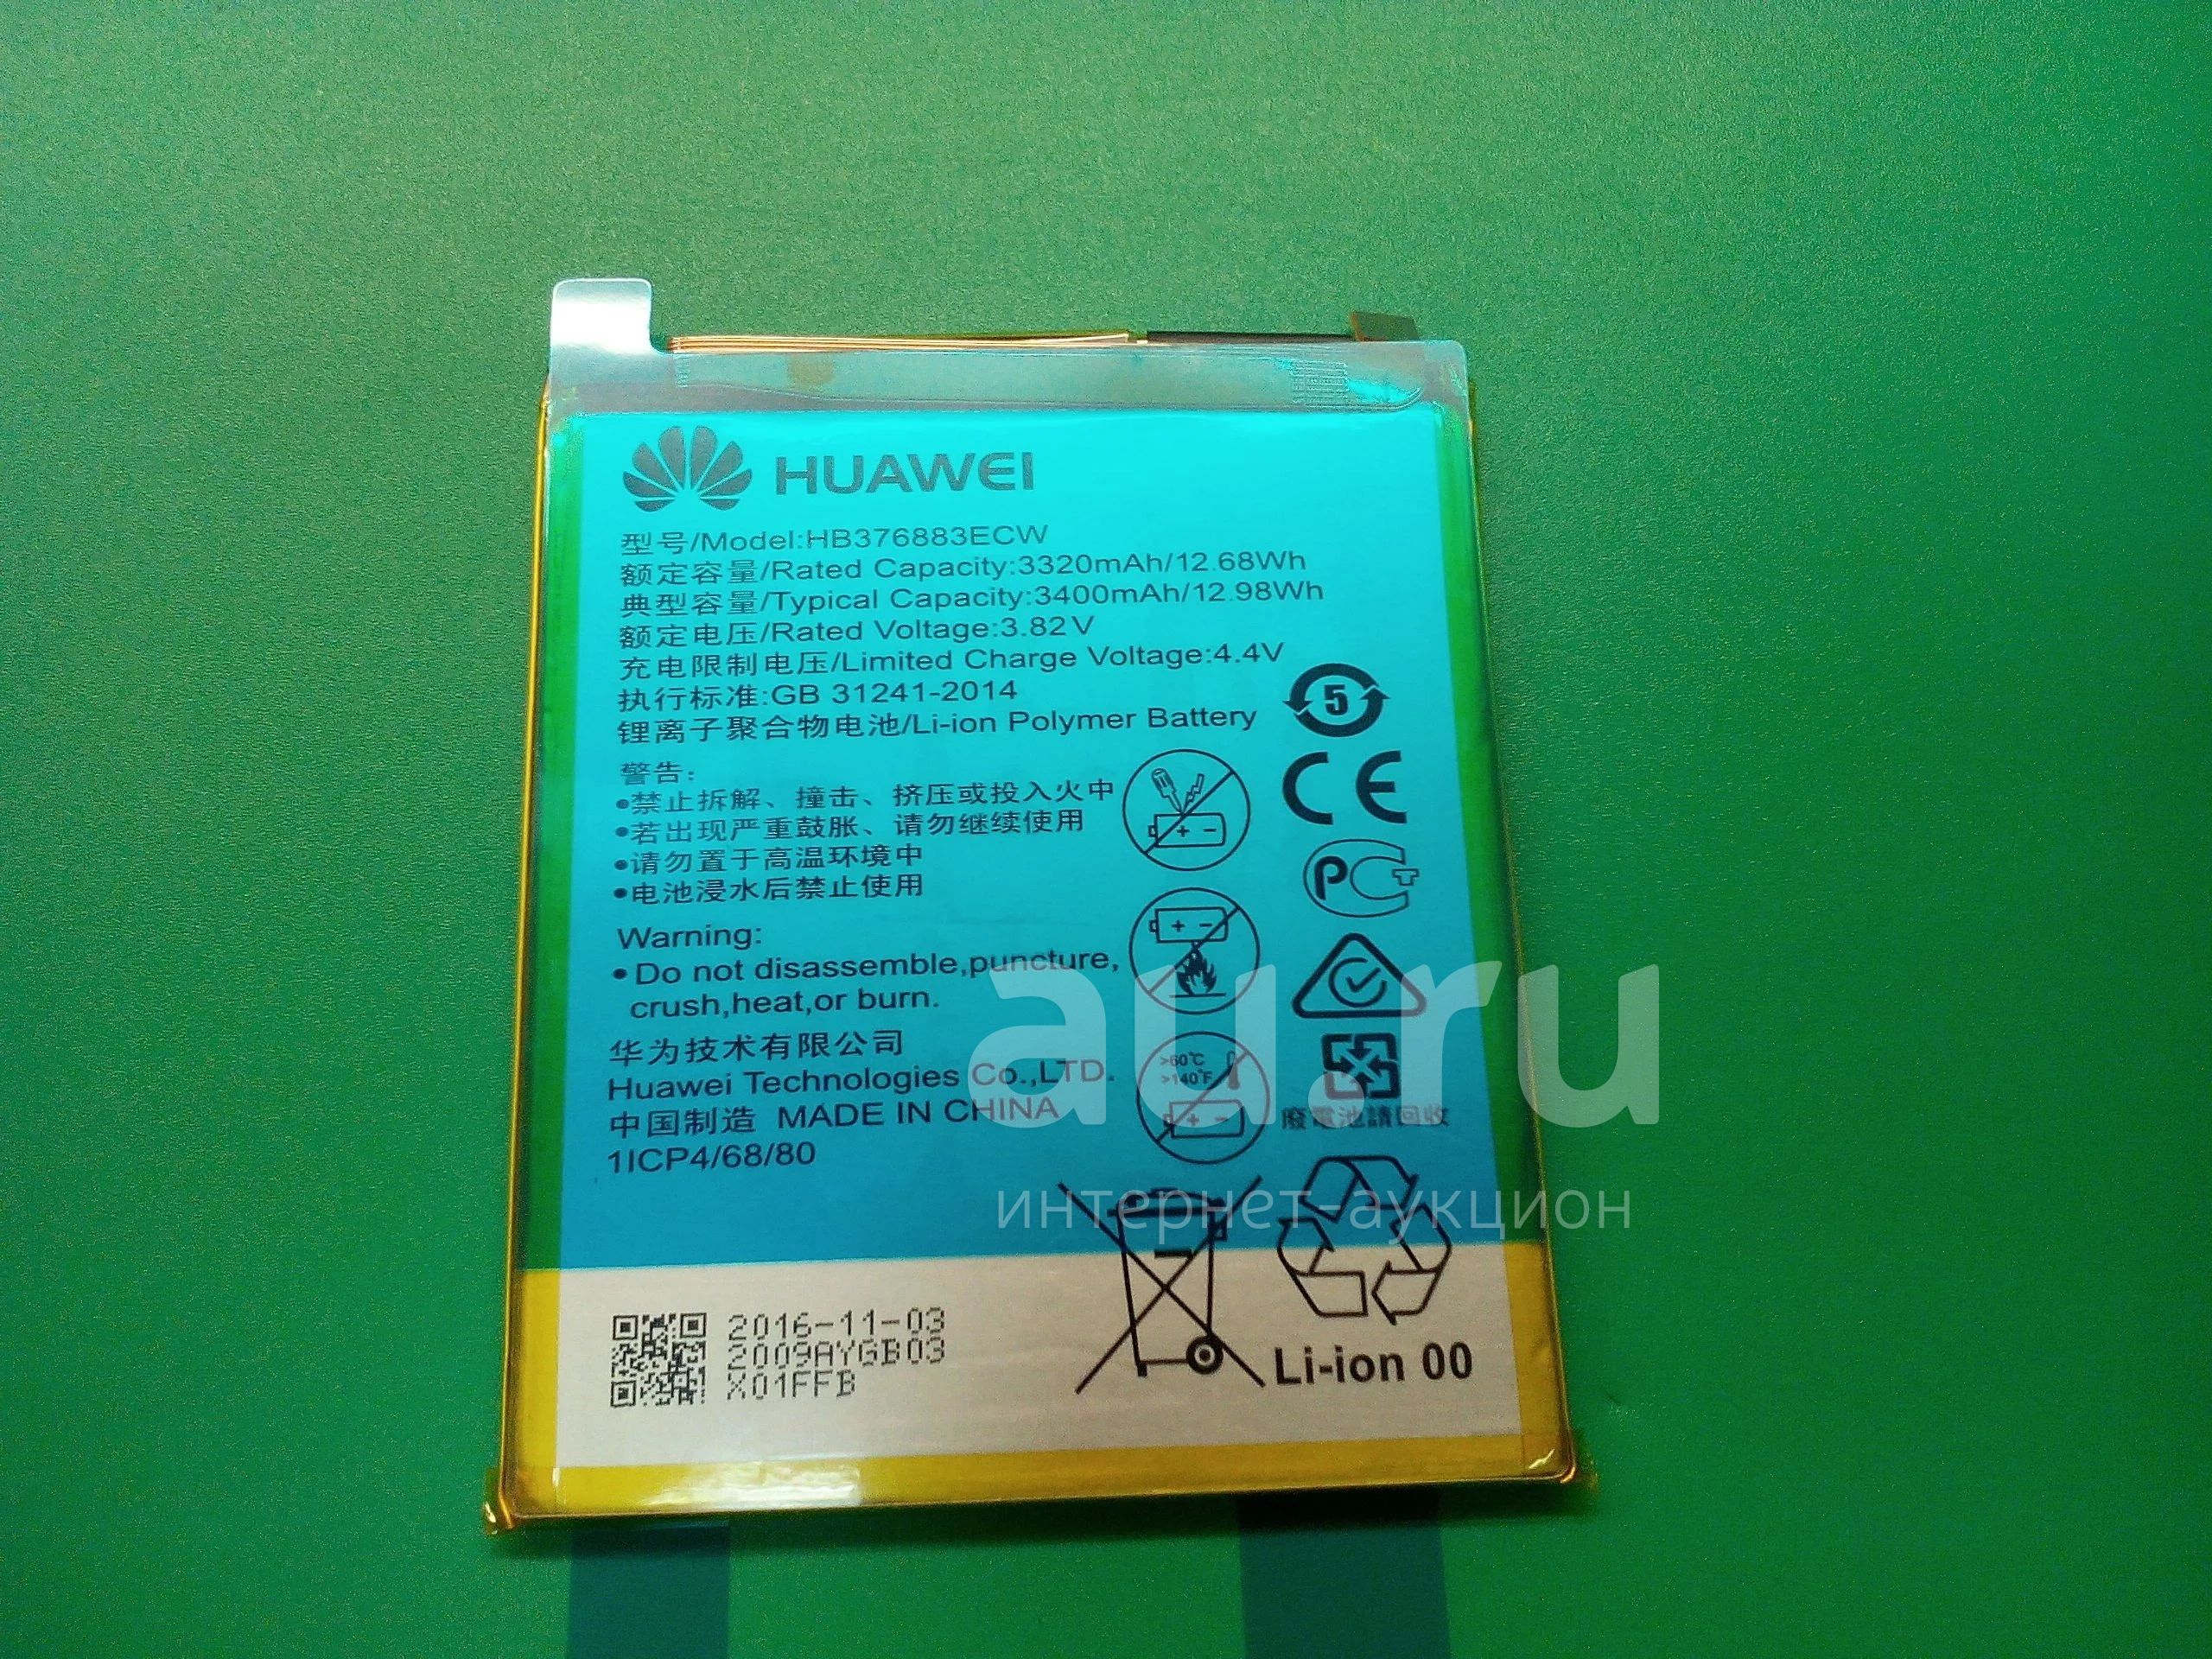 HUAWEI
型号/Model:HB376883ECW
额定容量/Rated Capacity:3320mAh/12.68Wh
典型容量/Typical Capacity:3400mAh/12.98Wh
额定电压/Rated Voltage:3.82V
充电限制电压/Limited Charge Voltage:4.4V
执行标准:GB 31241-2014
锂离子聚合物电池/Li-ion Polymer Battery
5
CE
PCT
警告:
•禁止拆解、撞击、挤压或投入火中
•若出现严重鼓胀、请勿继续使用
•请勿置于高温环境中
•电池浸水后禁止使用
Warning:
•Do not disassemble,puncture,
crush,heat,or burn.
华为技术有限公司
Huawei Technologies Co.,LTD.
中国制造 MADE IN CHINA
1ICP4/68/80
>60℃
>140℉
廢電池請回收
au.ru
интернет-аукцион
2016-11-03
2009AYGB03
X01FFB
Li-ion 00